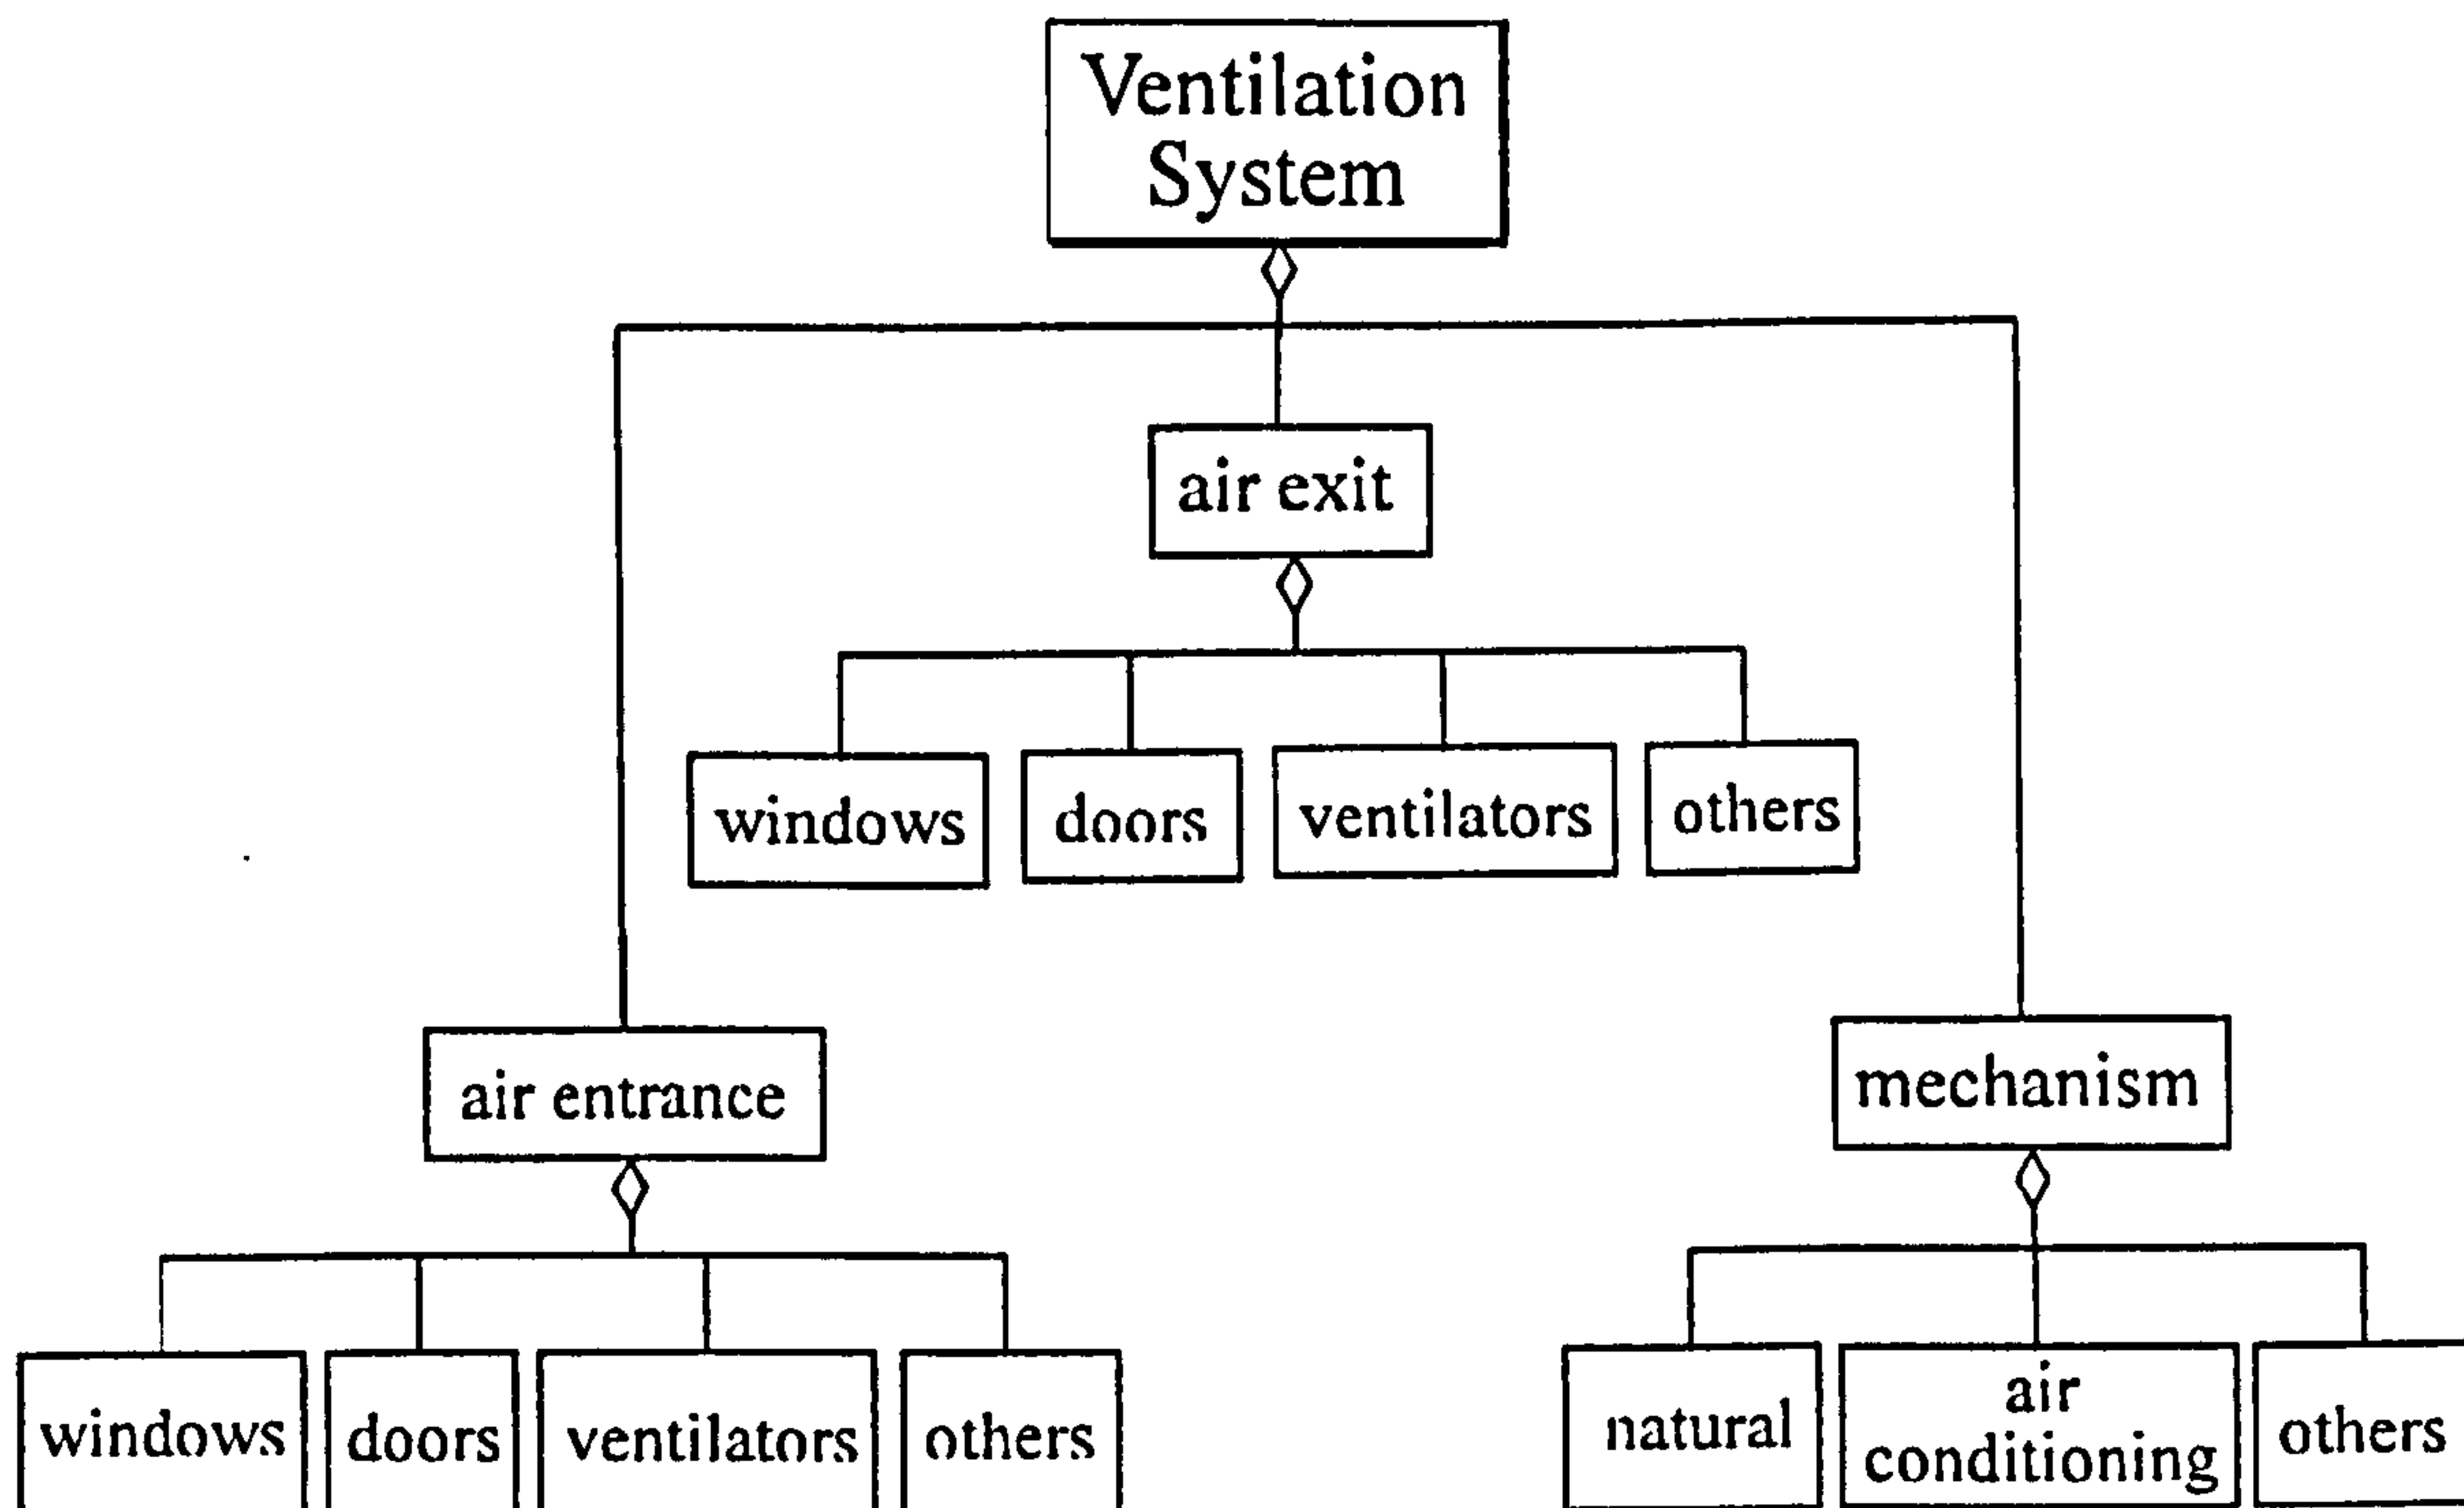 Ventilation
System
air exit
windows
doors
ventilators
others
air entrance
mechanism
windows
doors
ventilators
others
natural
air
conditioning
others